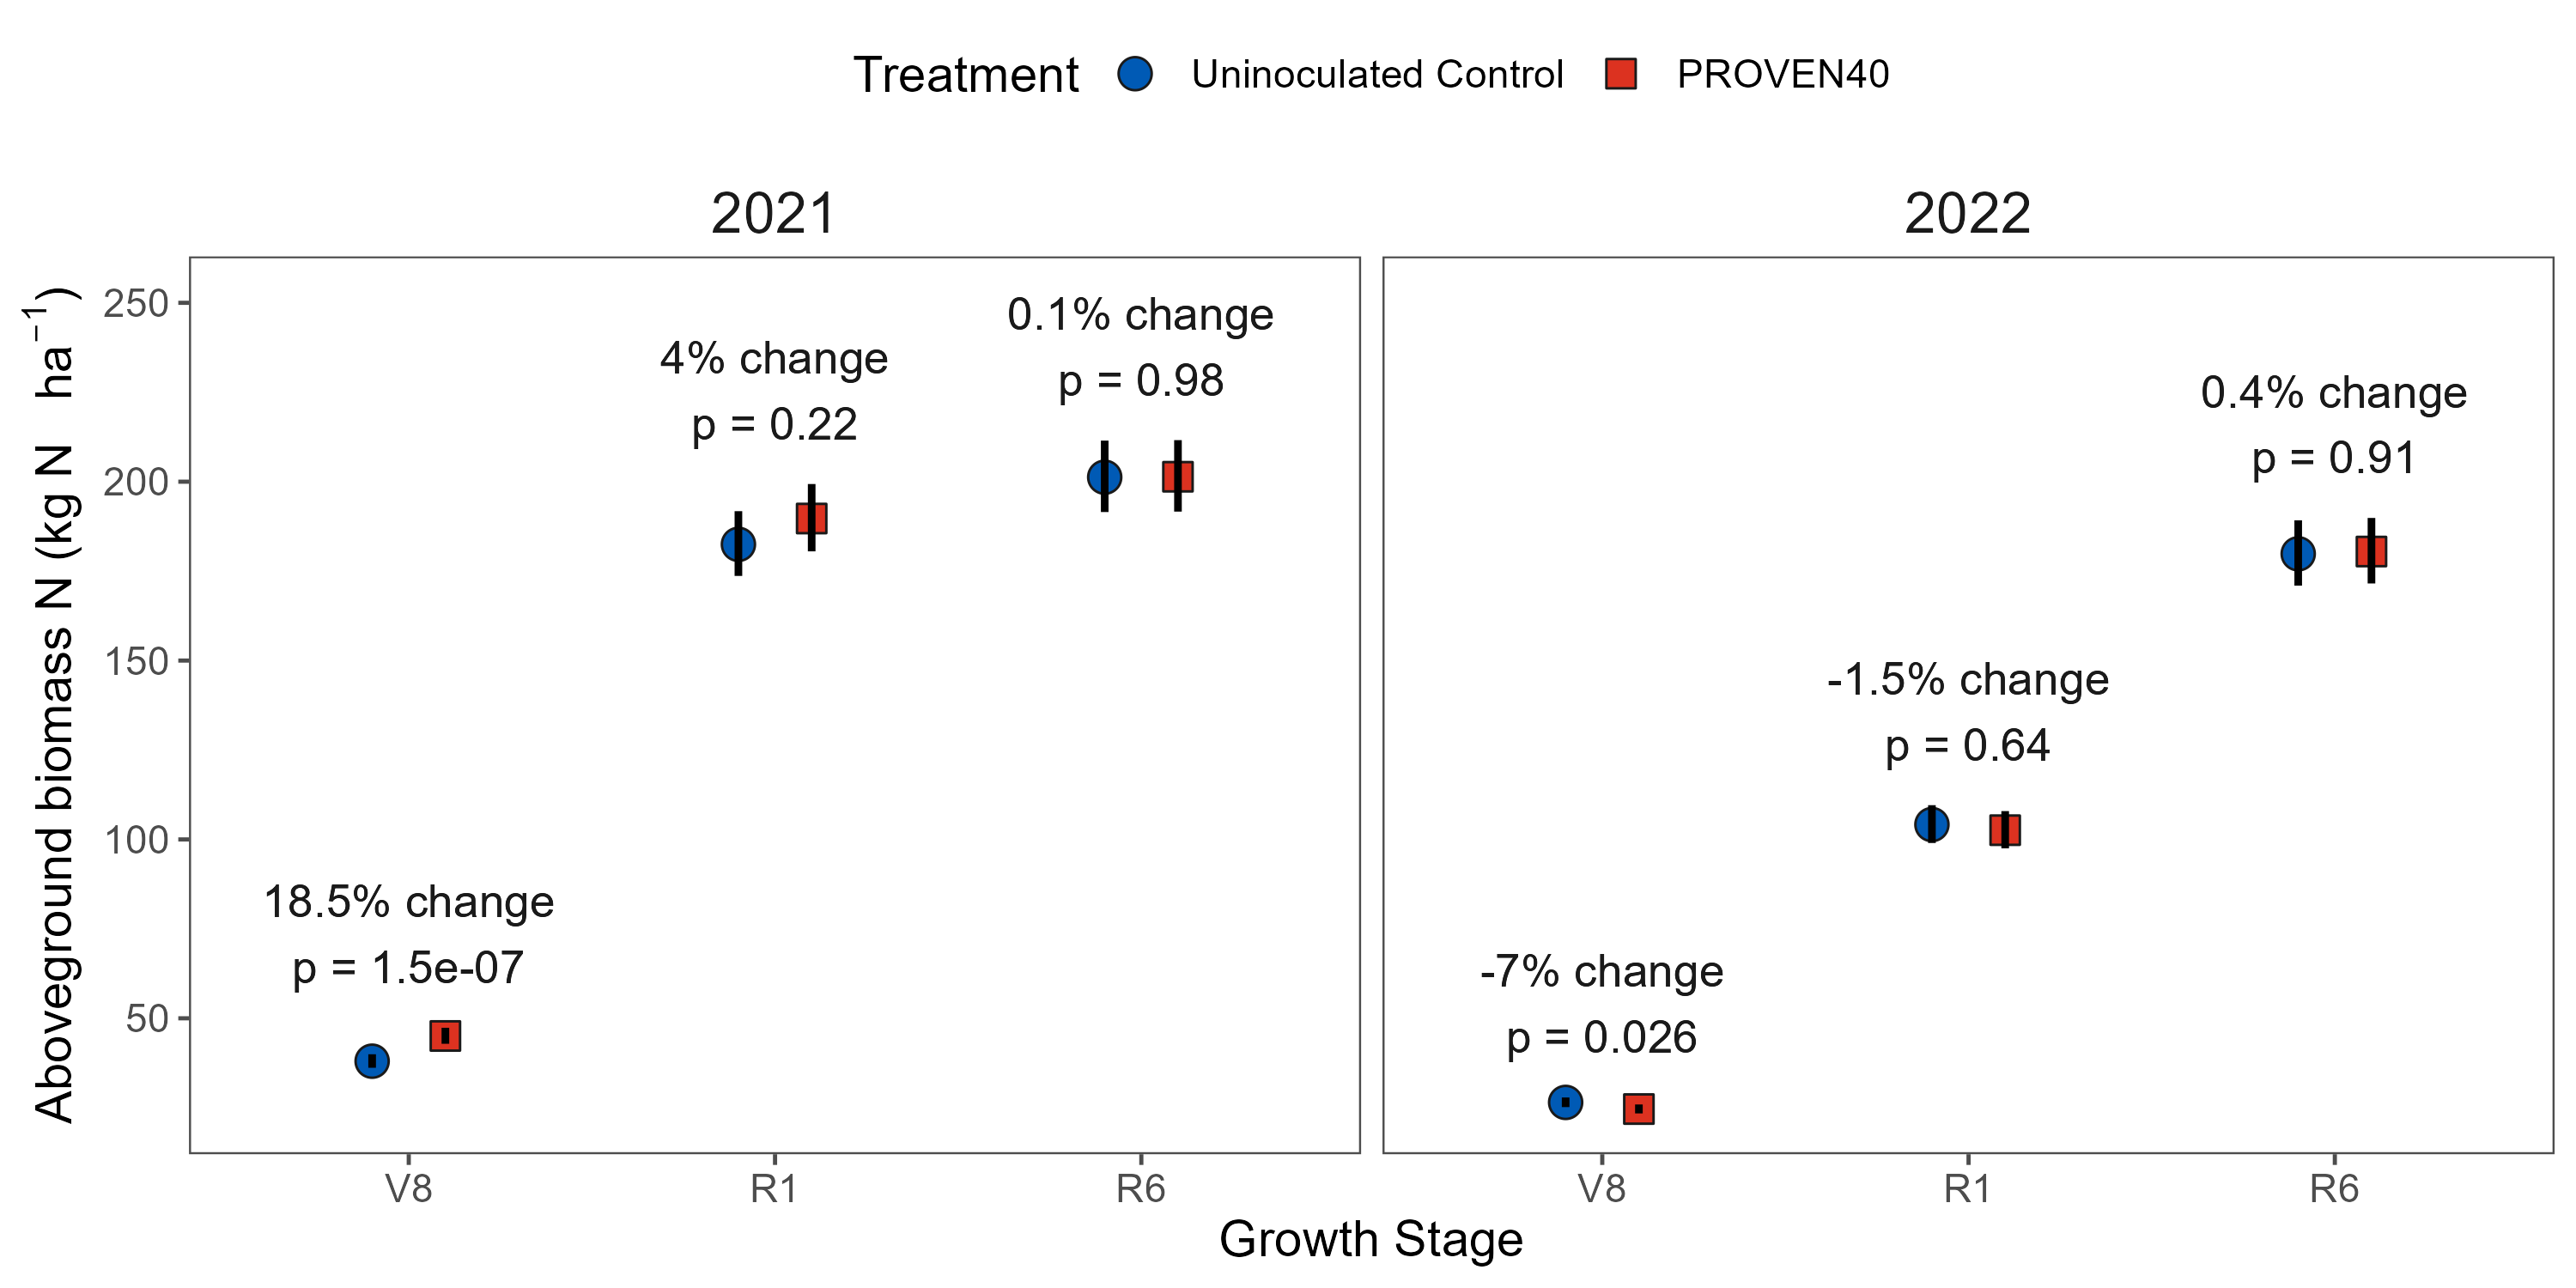 Treatment Uninoculated Control PROVEN40
2021
2022
Aboveground biomass N (kg N ha⁻¹)
250
200
150
100
50
18.5% change
p = 1.5e-07
4% change
p = 0.22
0.1% change
p = 0.98
-7% change
p = 0.026
-1.5% change
p = 0.64
0.4% change
p = 0.91
V8 R1 R6
V8 R1 R6
Growth Stage